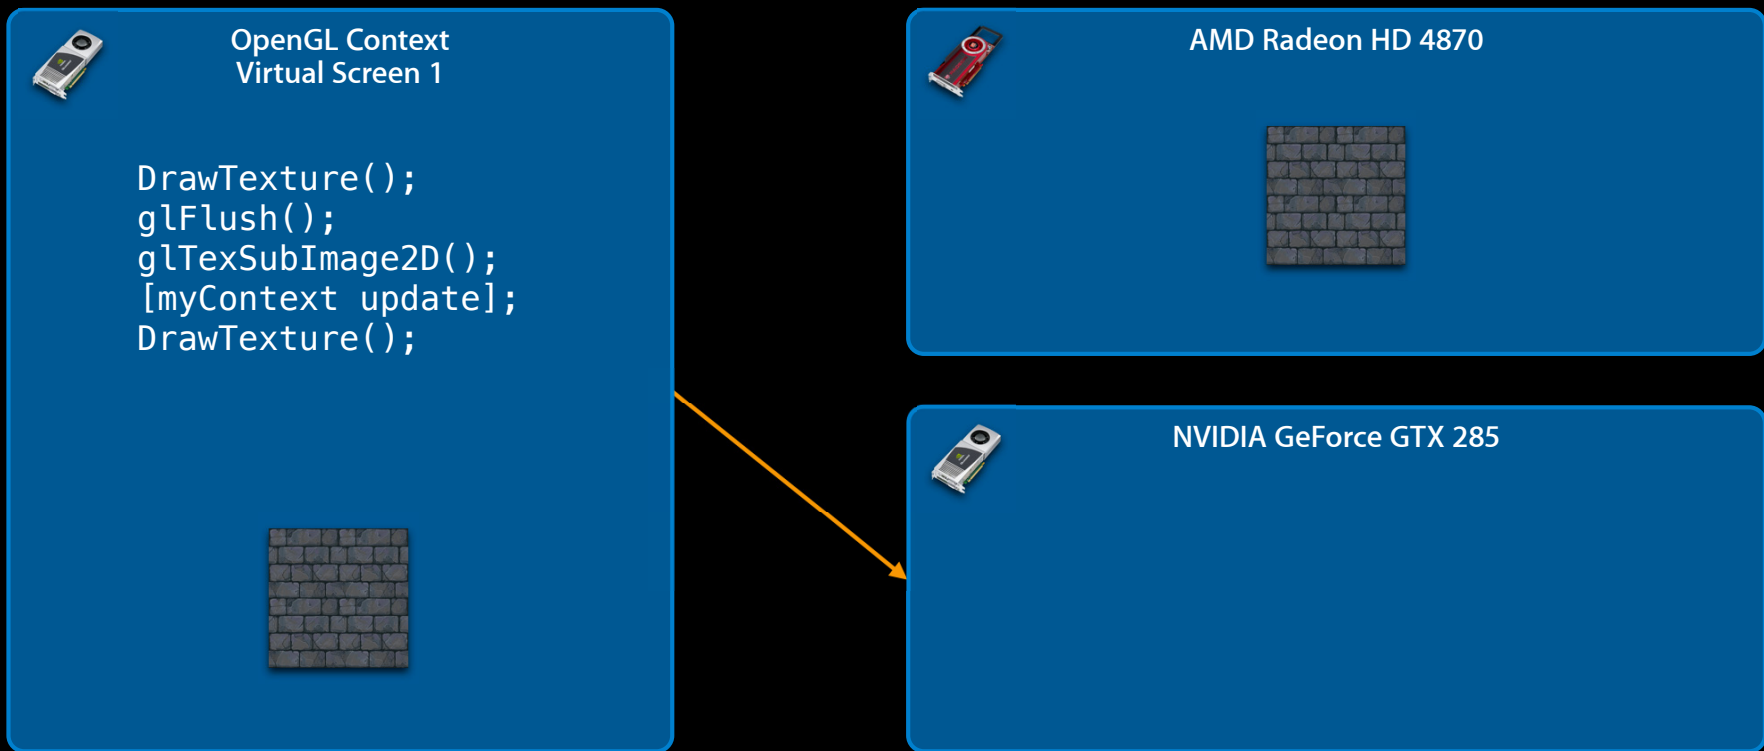 OpenGL Context
Virtual Screen 1
DrawTexture();
glFlush();
glTexSubImage2D();
[myContext update];
DrawTexture();
AMD Radeon HD 4870
NVIDIA GeForce GTX 285